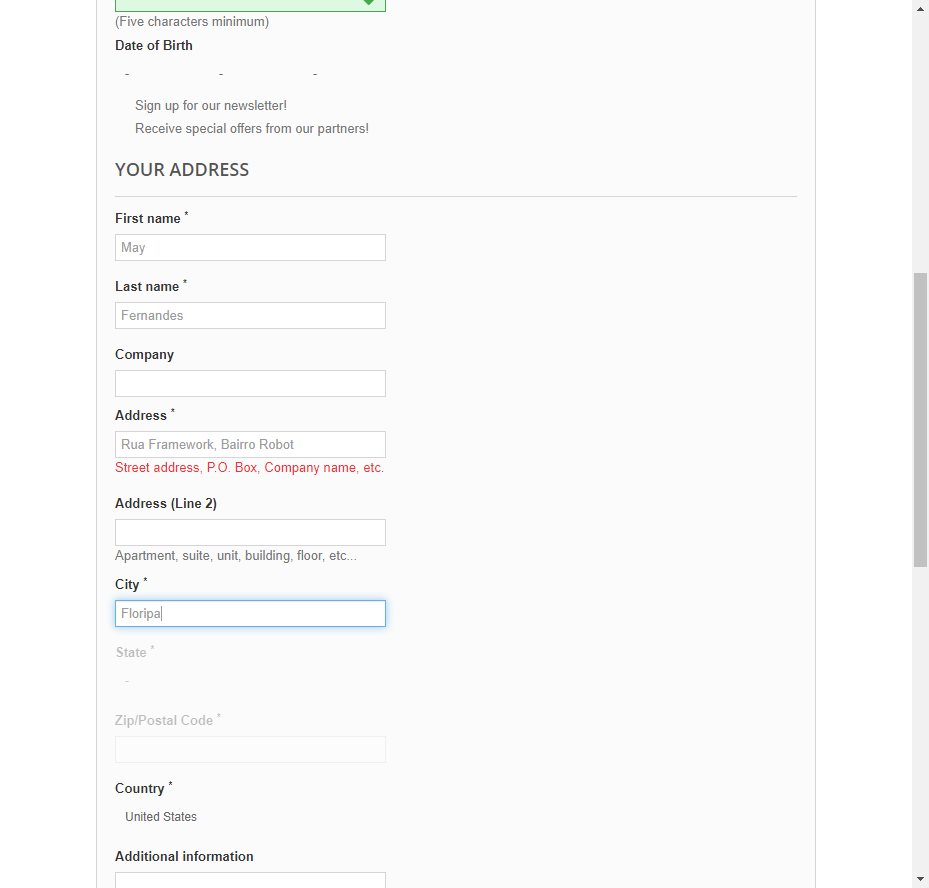 (Five characters minimum)
Date of Birth
- - -
Sign up for our newsletter!
Receive special offers from our partners!
YOUR ADDRESS
First name *
May
Last name *
Fernandes
Company
Address *
Rua Framework, Bairro Robot
Street address, P.O. Box, Company name, etc.
Address (Line 2)
Apartment, suite, unit, building, floor, etc...
City *
Floripa
State *
-
Zip/Postal Code *
Country *
United States
Additional information